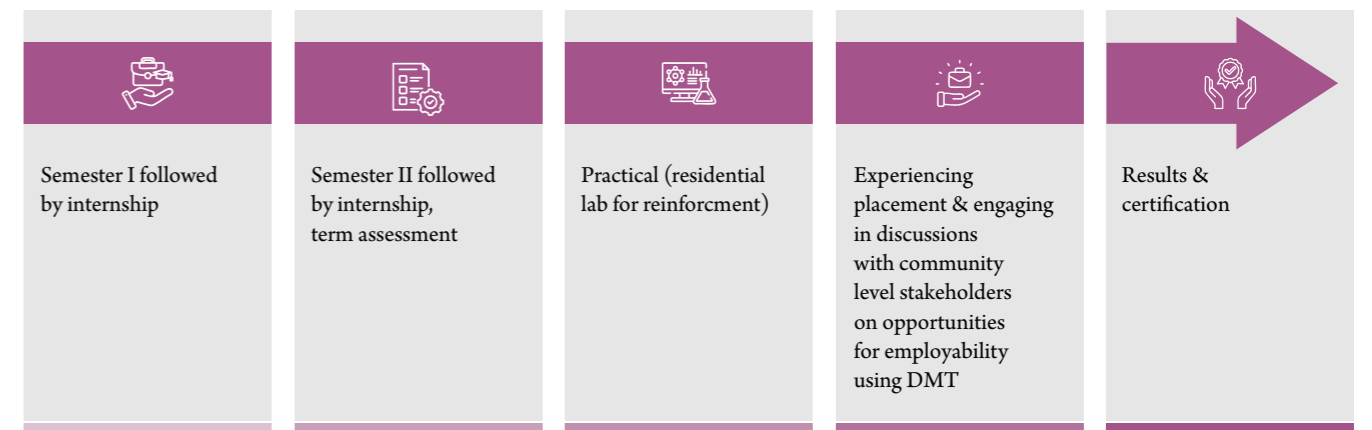 Semester I followed
by internship
Semester II followed
by internship,
term assessment
Practical (residential
lab for reinforcment)
Experiencing
placement & engaging
in discussions
with community
level stakeholders
on opportunities
for employability
using DMT
Results &
certification